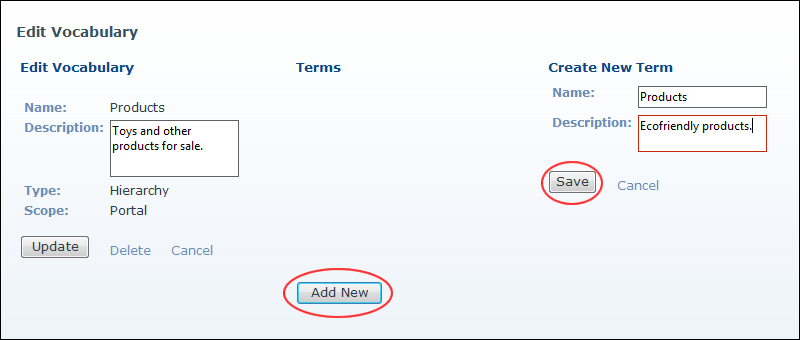 Edit Vocabulary
Edit Vocabulary
Name: Products
Description: Toys and other
products for sale.
Type: Hierarchy
Scope: Portal
Update Delete Cancel
Terms
Add New
Create New Term
Name: Products
Description: Ecofriendly products.
Save Cancel